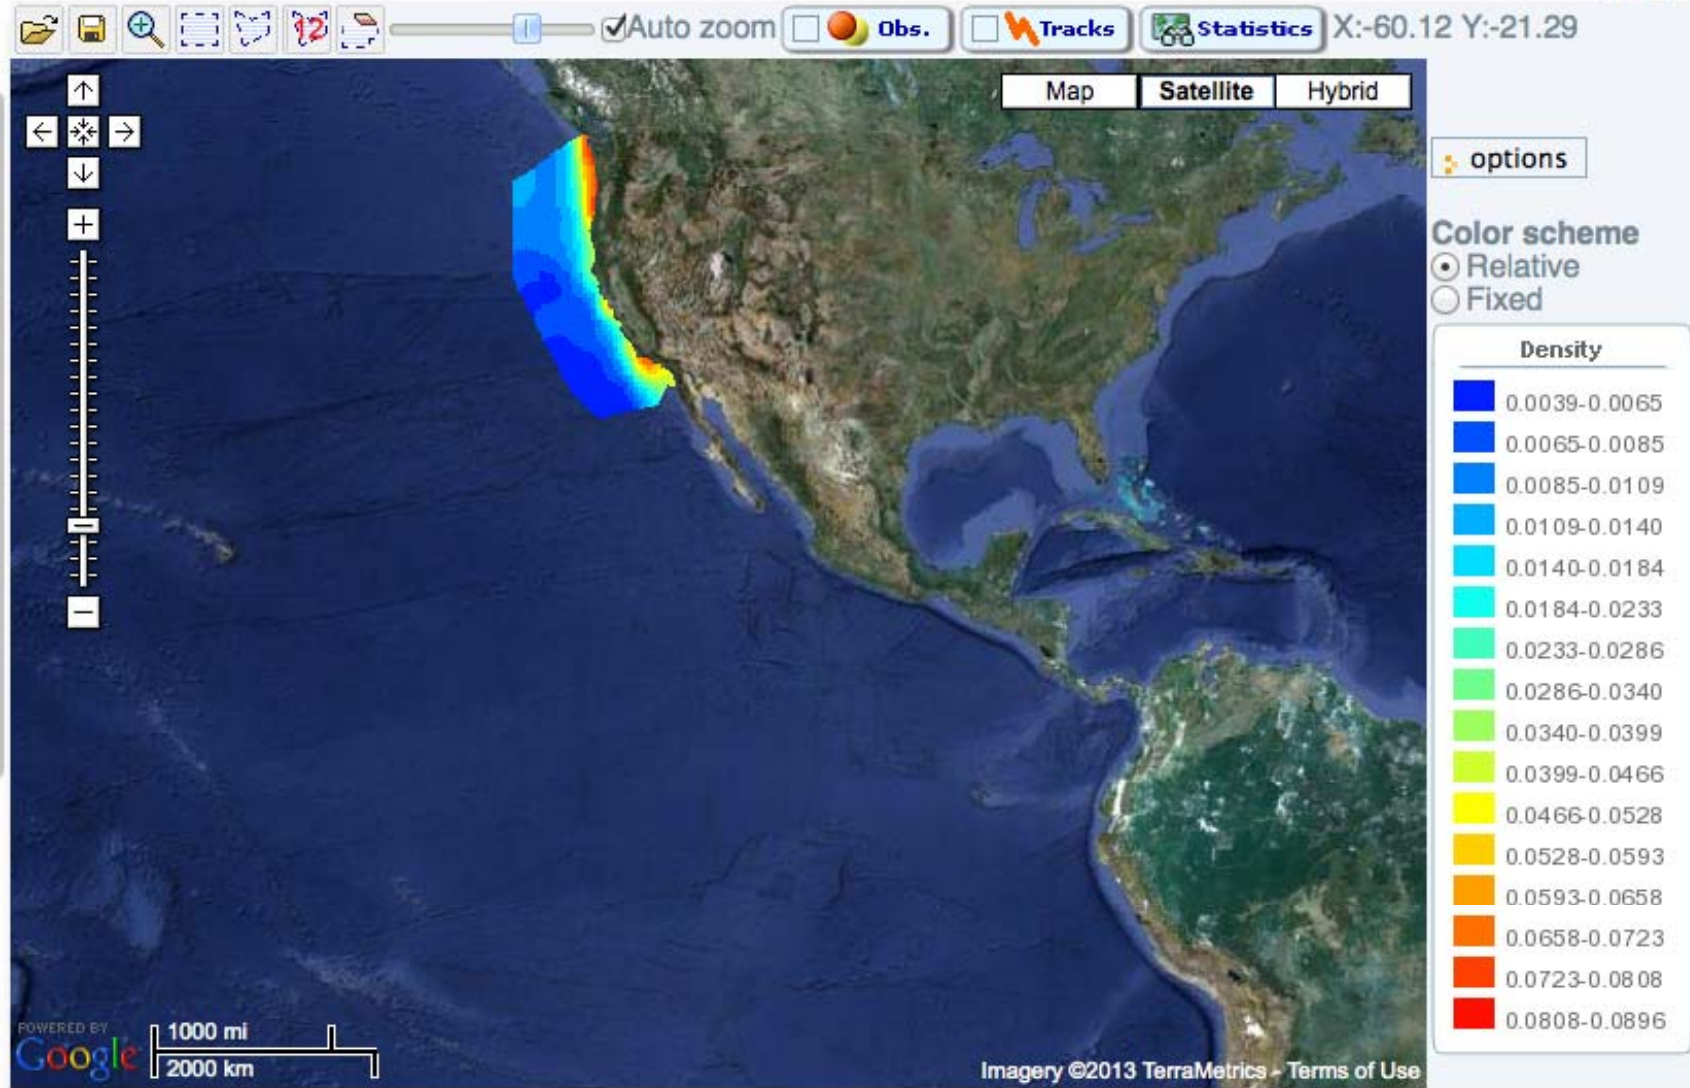 12 Auto zoom Obs. Tracks Statistics X:-60.12 Y:-21.29
Map Satellite Hybrid
options
Color scheme
Relative
Fixed
Density
0.0039-0.0065
0.0065-0.0085
0.0085-0.0109
0.0109-0.0140
0.0140-0.0184
0.0184-0.0233
0.0233-0.0286
0.0286-0.0340
0.0340-0.0399
0.0399-0.0466
0.0466-0.0528
0.0528-0.0593
0.0593-0.0658
0.0658-0.0723
0.0723-0.0808
0.0808-0.0896
POWERED BY
Google
1000 mi
2000 km
Imagery ©2013 TerraMetrics - Terms of Use